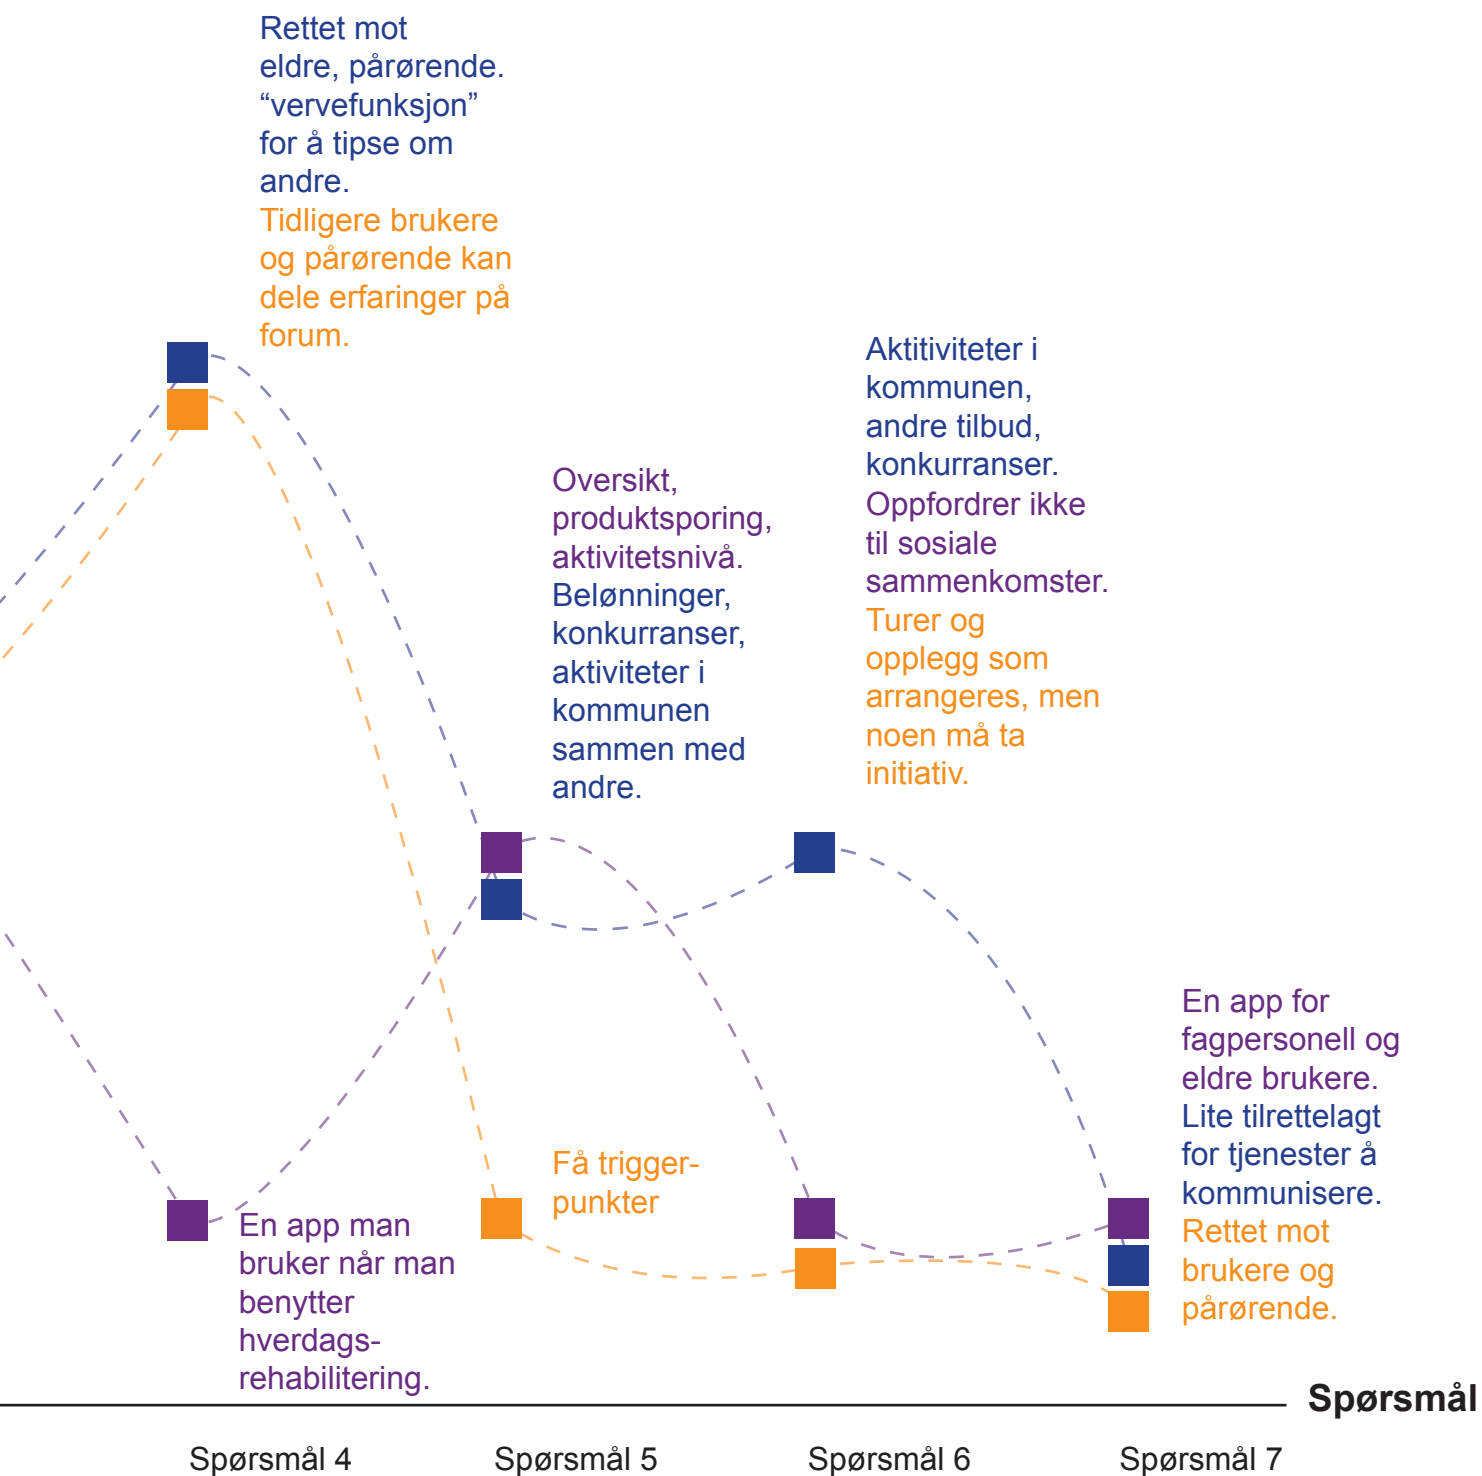 Rettet mot
eldre, pårørende.
“vervefunksjon”
for å tipse om
andre.
Tidligere brukere
og pårørende kan
dele erfaringer på
forum.
En app man
bruker når man
benytter
hverdags-
rehabilitering.
Oversikt,
produktsporing,
aktivitetsnivå.
Belønninger,
konkurranser,
aktiviteter i
kommunen
sammen med
andre.
Få trigger-
punkter
Aktitiviteter i
kommunen,
andre tilbud,
konkurranser.
Oppfordrer ikke
til sosiale
sammenkomster.
Turer og
opplegg som
arrangeres, men
noen må ta
initiativ.
En app for
fagpersonell og
eldre brukere.
Lite tilrettelagt
for tjenester å
kommunisere.
Rettet mot
brukere og
pårørende.
Spørsmål
Spørsmål 4
Spørsmål 5
Spørsmål 6
Spørsmål 7